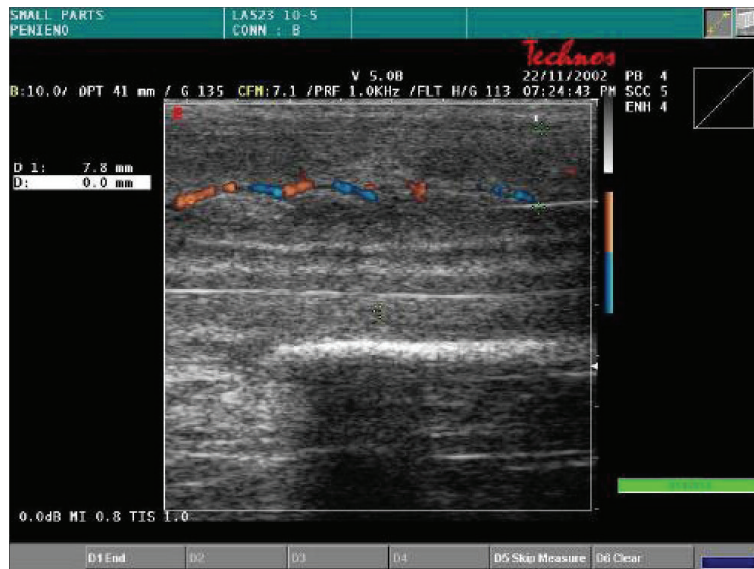 SMALL PARTS
PENIENO
LA523 10-5
CONN : B
Technos
V 5.0B
22/11/2002
PB 4
B:10.0/ OPT 41 mm / G 135 CFM:7.1 /PRF 1.0KHz /FLT H/G 113 07:24:43 PM
SCC 5
ENH 4
E
D 1: 7.8 mm
D: 0.0 mm
0.0dB MI 0.8 TIS 1.0
D1 End D2 D3 D4 D5 Skip Measure D6 Clear